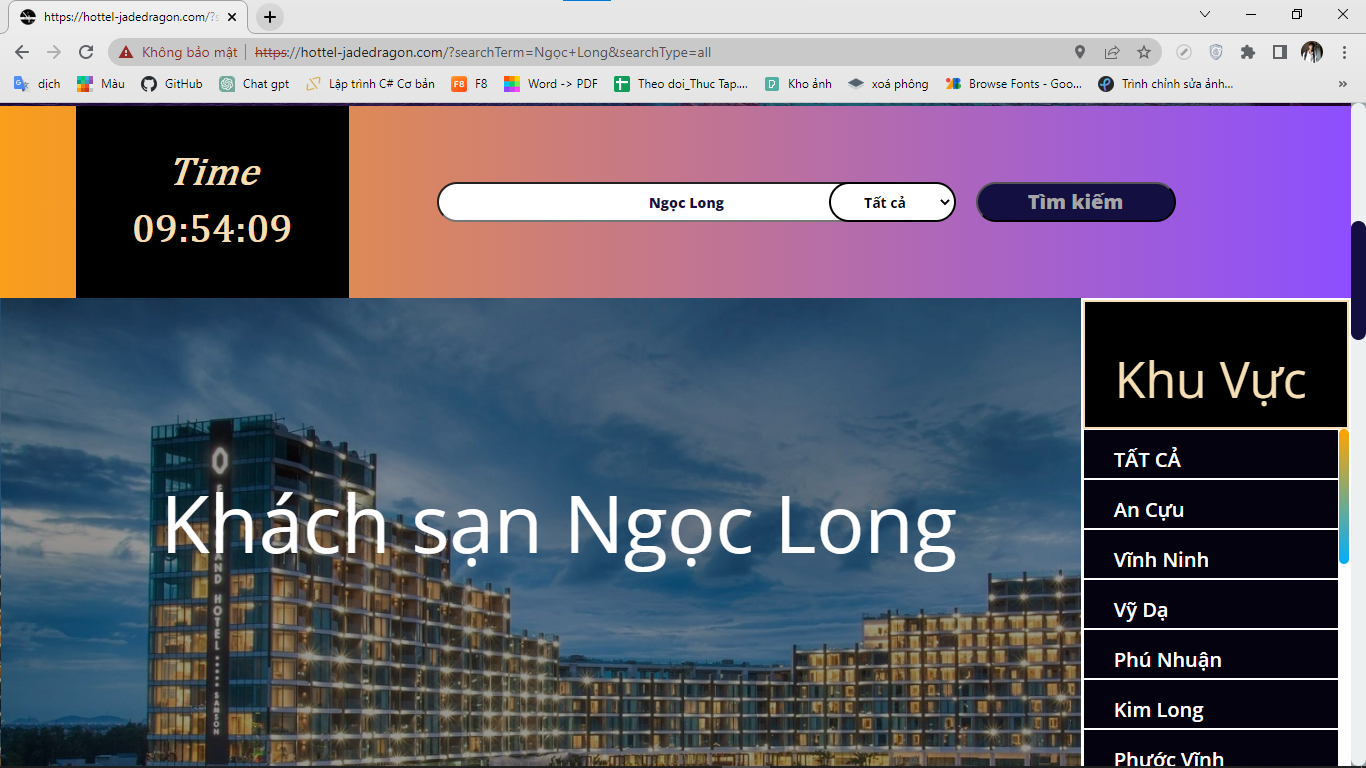 https://hottel-jadedragon.com/?s
Không bảo mật
https://hottel-jadedragon.com/?searchTerm=Ngọc+Long&searchType=all
dịch
Màu
GitHub
Chat gpt
Lập trình C# Cơ bản
F8
F8
Word -> PDF
Theo doi_Thuc Tap....
Kho ảnh
xoá phông
Browse Fonts - Goo...
Trình chỉnh sửa ảnh...
»
Time
09:54:09
Ngọc Long
Tất cả
Tìm kiếm
Khu Vực
Khách sạn Ngọc Long
HOTEL
SAMSON
TẤT CẢ
An Cựu
Vĩnh Ninh
Vỹ Dạ
Phú Nhuận
Kim Long
Phước Vĩnh